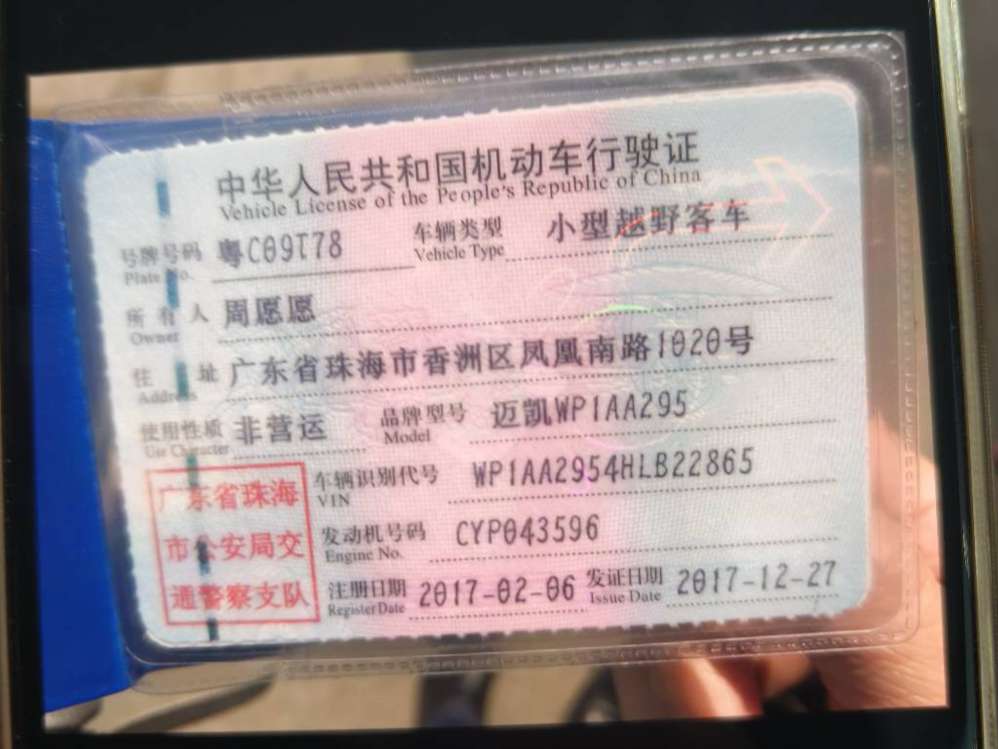 中华人民共和国机动车行驶证
Vehicle License of the People's Republic of China
号牌号码 粤C09T78 车辆类型 小型越野客车
Plate No. Vehicle Type
所有人 周愿愿
Owner
住址 广东省珠海市香洲区凤凰南路1020号
Address
使用性质 非营运 品牌型号 迈凯WP1AA295
Use Character Model
广东省珠海 车辆识别代号 WP1AA2954HLB22865
VIN
市公安局交 发动机号码 CYP043596
Engine No.
通警察支队 注册日期 2017-02-06 发证日期 2017-12-27
Register Date Issue Date